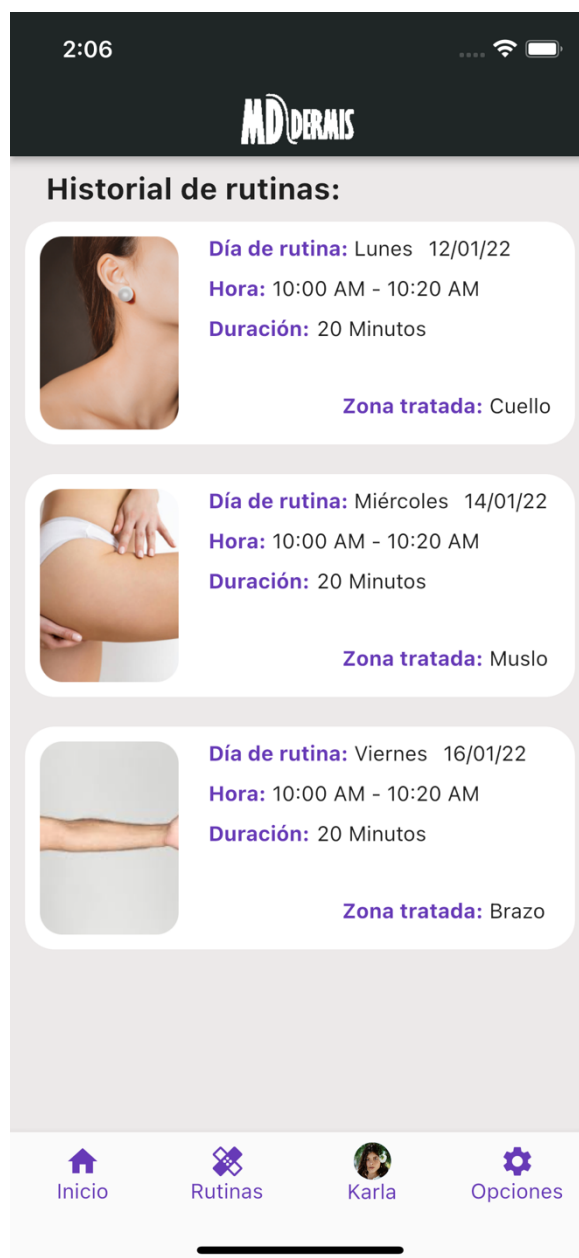 2:06
MD DERMIS
Historial de rutinas:
Día de rutina: Lunes 12/01/22
Hora: 10:00 AM - 10:20 AM
Duración: 20 Minutos
Zona tratada: Cuello
Día de rutina: Miércoles 14/01/22
Hora: 10:00 AM - 10:20 AM
Duración: 20 Minutos
Zona tratada: Muslo
Día de rutina: Viernes 16/01/22
Hora: 10:00 AM - 10:20 AM
Duración: 20 Minutos
Zona tratada: Brazo
Inicio Rutinas Karla Opciones